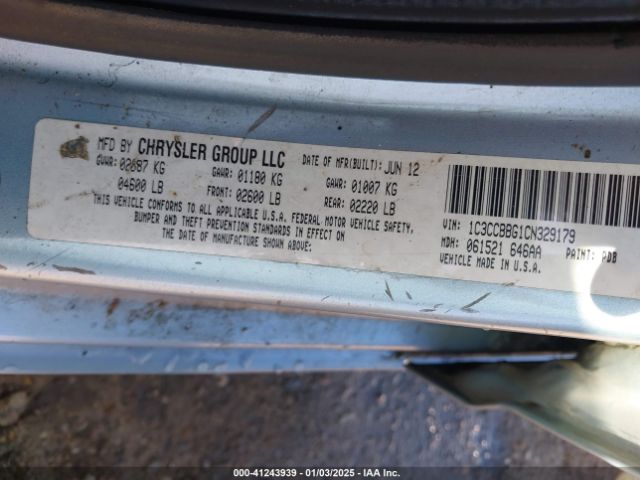 MFD BY CHRYSLER GROUP LLC DATE OF MFR(BUILT): JUN 12
GVWR: 02087 KG GAWR: 01180 KG GAWR: 01007 KG
04600 LB FRONT: 02600 LB REAR: 02220 LB
THIS VEHICLE CONFORMS TO ALL APPLICABLE U.S.A. FEDERAL MOTOR VEHICLE SAFETY,
BUMPER AND THEFT PREVENTION STANDARDS IN EFFECT ON
THE DATE OF MANUFACTURE SHOWN ABOVE:
VIN: 1C3CCBBG1CN329179
MDH: 061521 646AA PAINT: PDB
VEHICLE MADE IN U.S.A.
000-41243939 - 01/03/2025 - IAA Inc.